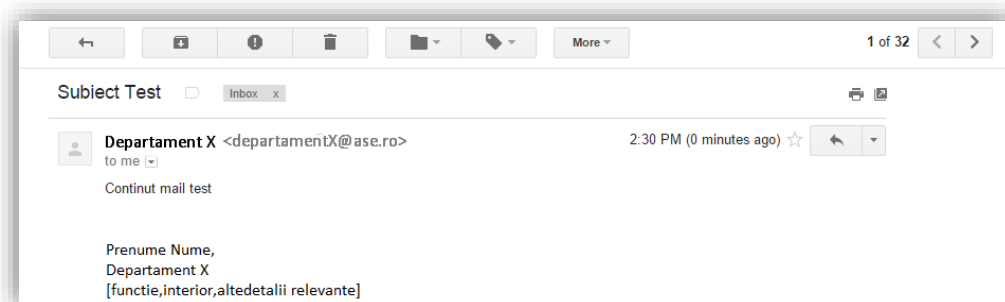 More
1 of 32
Subiect Test
Inbox x
Departament X <departamentX@ase.ro>
2:30 PM (0 minutes ago)
to me
Continut mail test
Prenume Nume,
Departament X
[functie,interior,altedetalii relevante]